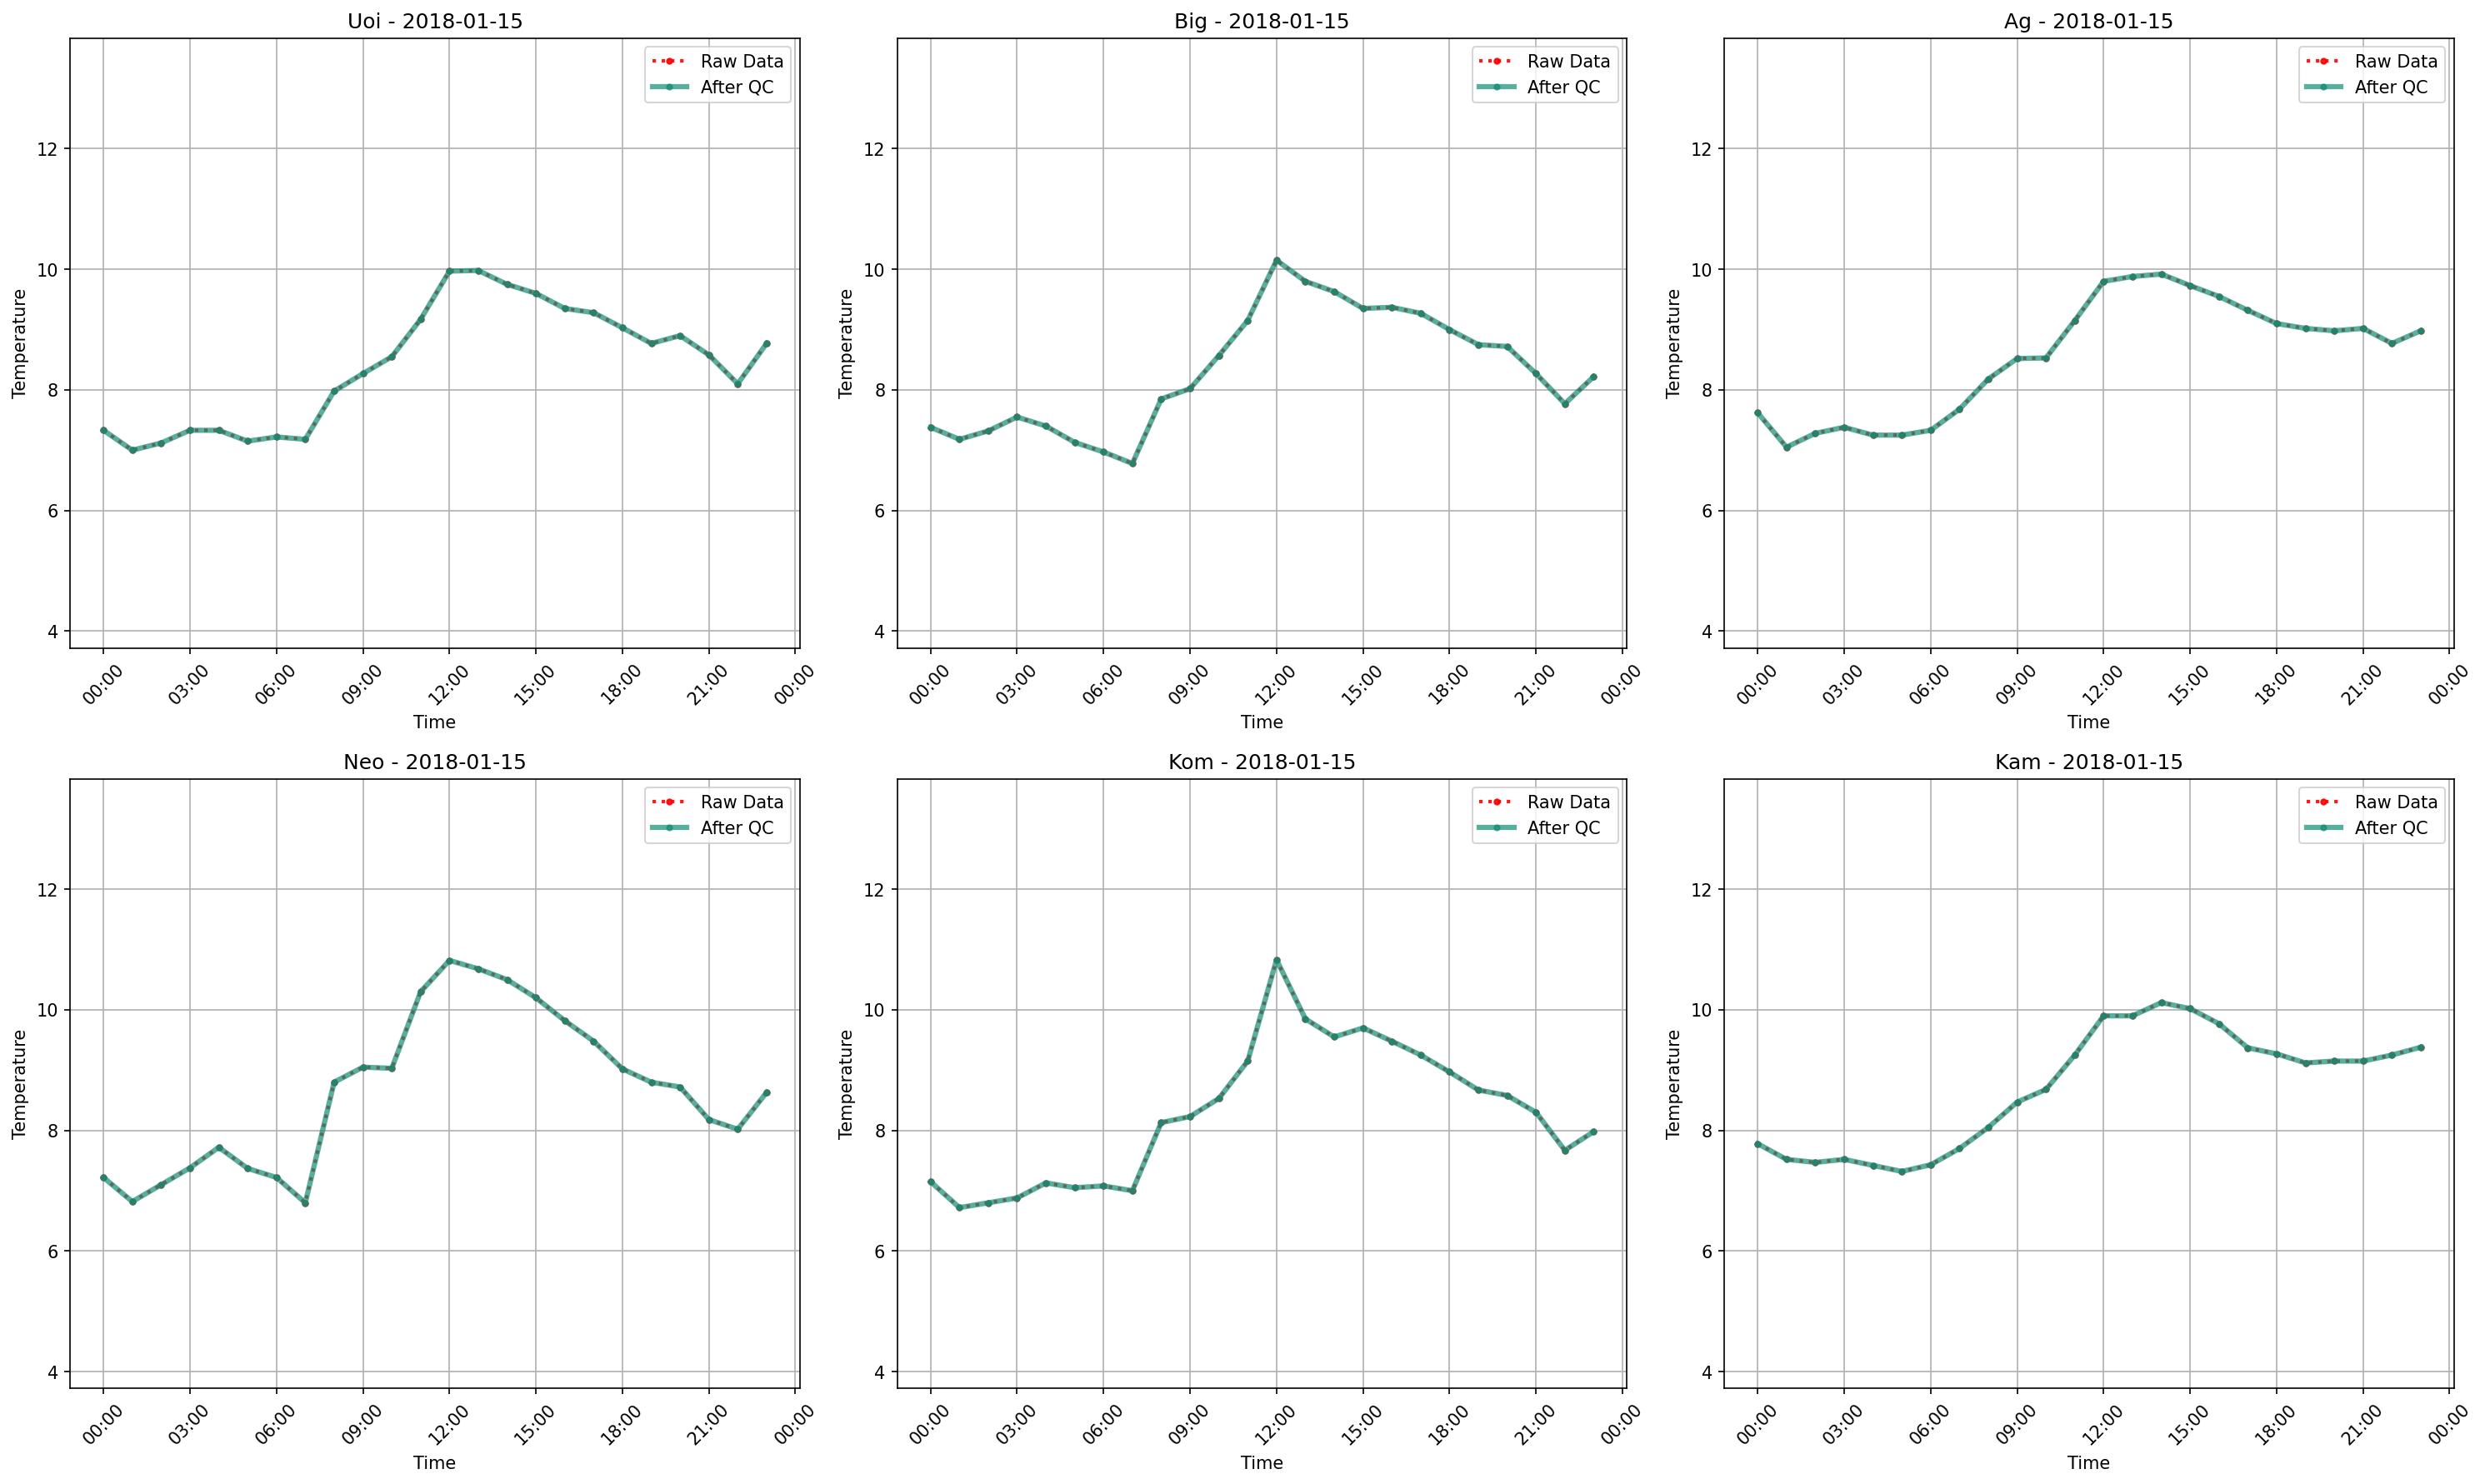 Uoi - 2018-01-15
Raw Data
After QC
12
10
8
6
4
Temperature
00:00
03:00
06:00
09:00
12:00
15:00
18:00
21:00
00:00
Time
Big - 2018-01-15
Raw Data
After QC
12
10
8
6
4
Temperature
00:00
03:00
06:00
09:00
12:00
15:00
18:00
21:00
00:00
Time
Ag - 2018-01-15
Raw Data
After QC
12
10
8
6
4
Temperature
00:00
03:00
06:00
09:00
12:00
15:00
18:00
21:00
00:00
Time
Neo - 2018-01-15
Raw Data
After QC
12
10
8
6
4
Temperature
00:00
03:00
06:00
09:00
12:00
15:00
18:00
21:00
00:00
Time
Kom - 2018-01-15
Raw Data
After QC
12
10
8
6
4
Temperature
00:00
03:00
06:00
09:00
12:00
15:00
18:00
21:00
00:00
Time
Kam - 2018-01-15
Raw Data
After QC
12
10
8
6
4
Temperature
00:00
03:00
06:00
09:00
12:00
15:00
18:00
21:00
00:00
Time